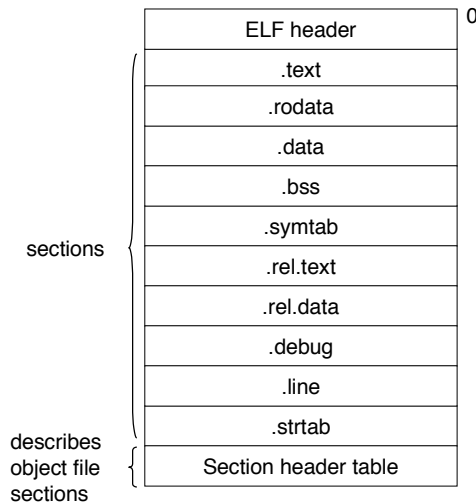 0
ELF header
.text
.rodata
.data
.bss
.symtab
sections
.rel.text
.rel.data
.debug
.line
.strtab
describes
object file
sections
Section header table